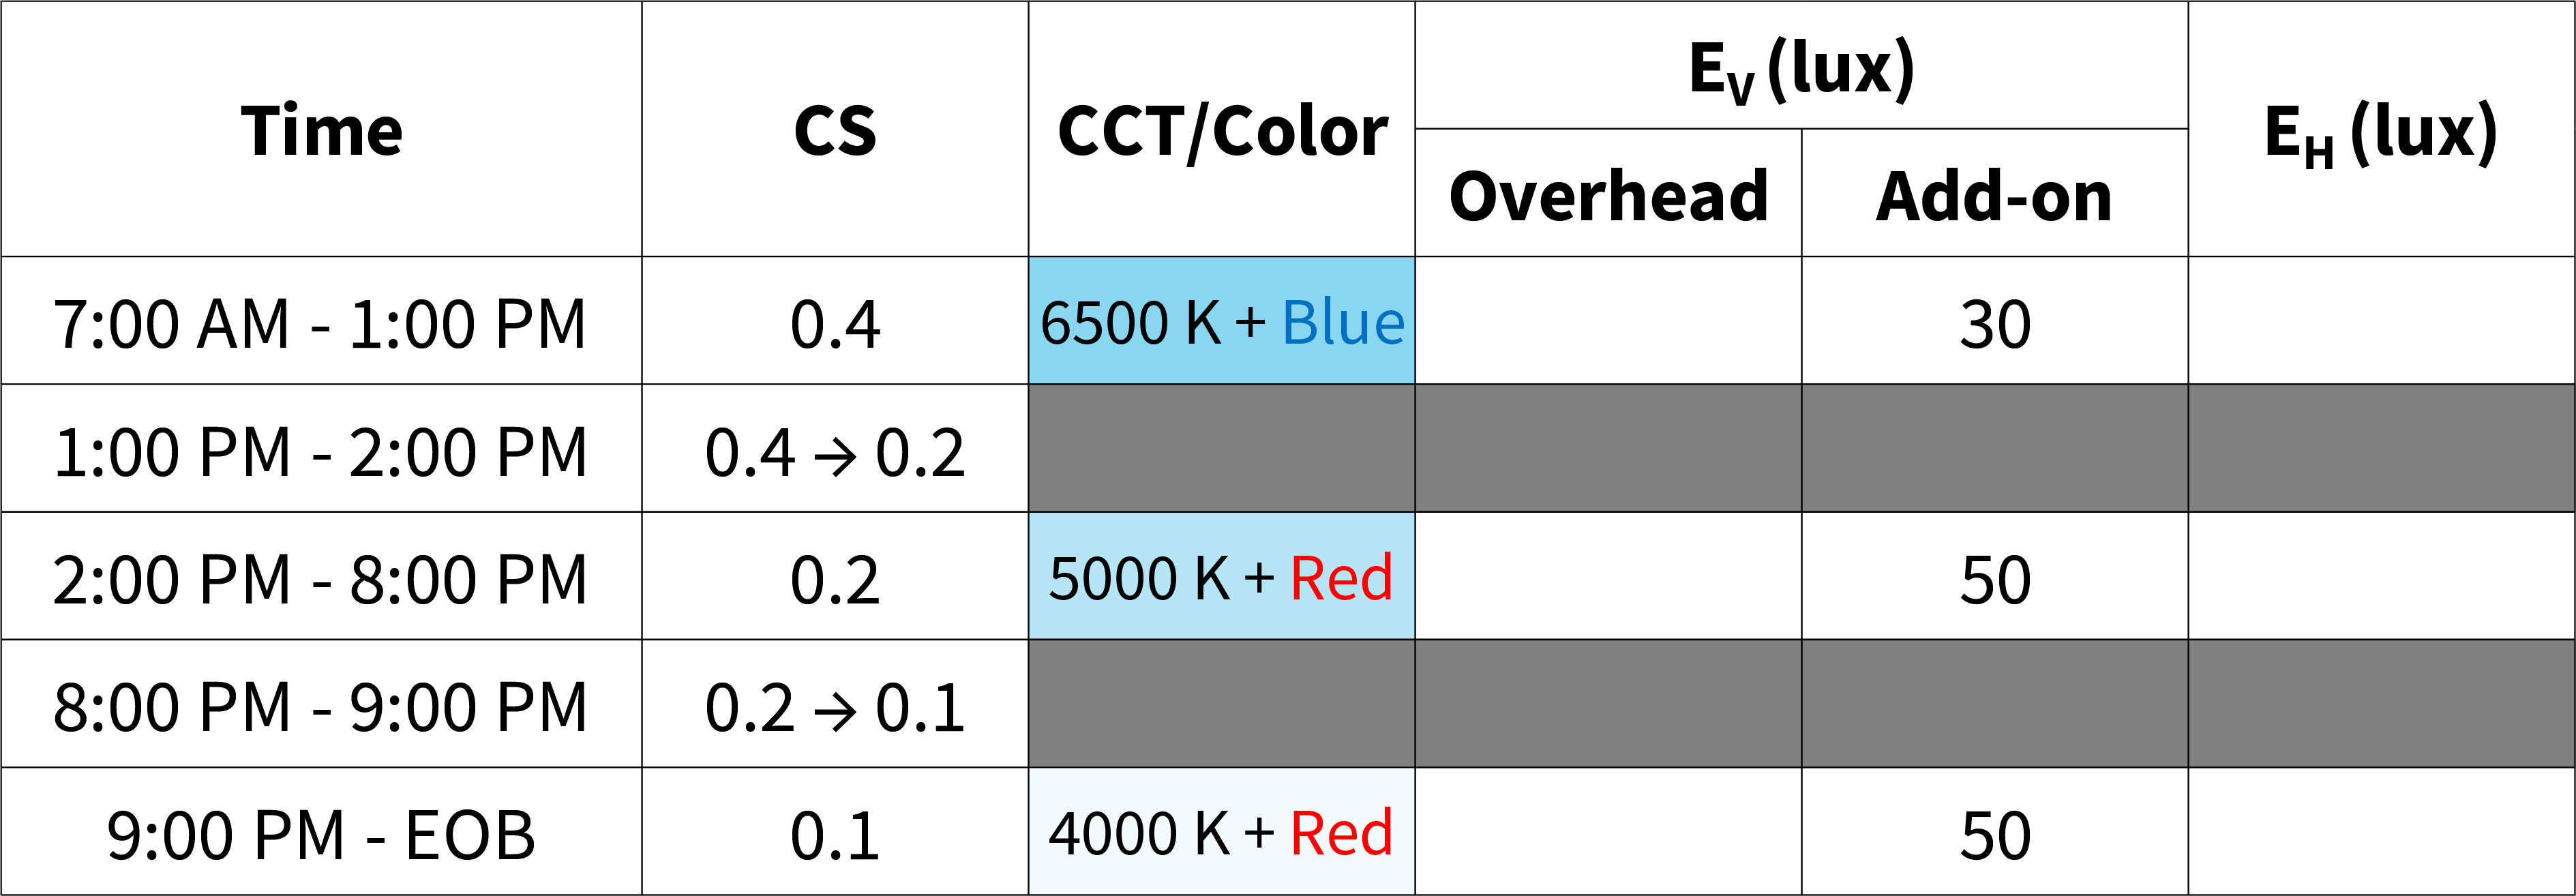 Time CS CCT/Color E_V (lux) E_H (lux)
Overhead Add-on
7:00 AM - 1:00 PM 0.4 6500 K + Blue 30
1:00 PM - 2:00 PM 0.4 → 0.2
2:00 PM - 8:00 PM 0.2 5000 K + Red 50
8:00 PM - 9:00 PM 0.2 → 0.1
9:00 PM - EOB 0.1 4000 K + Red 50